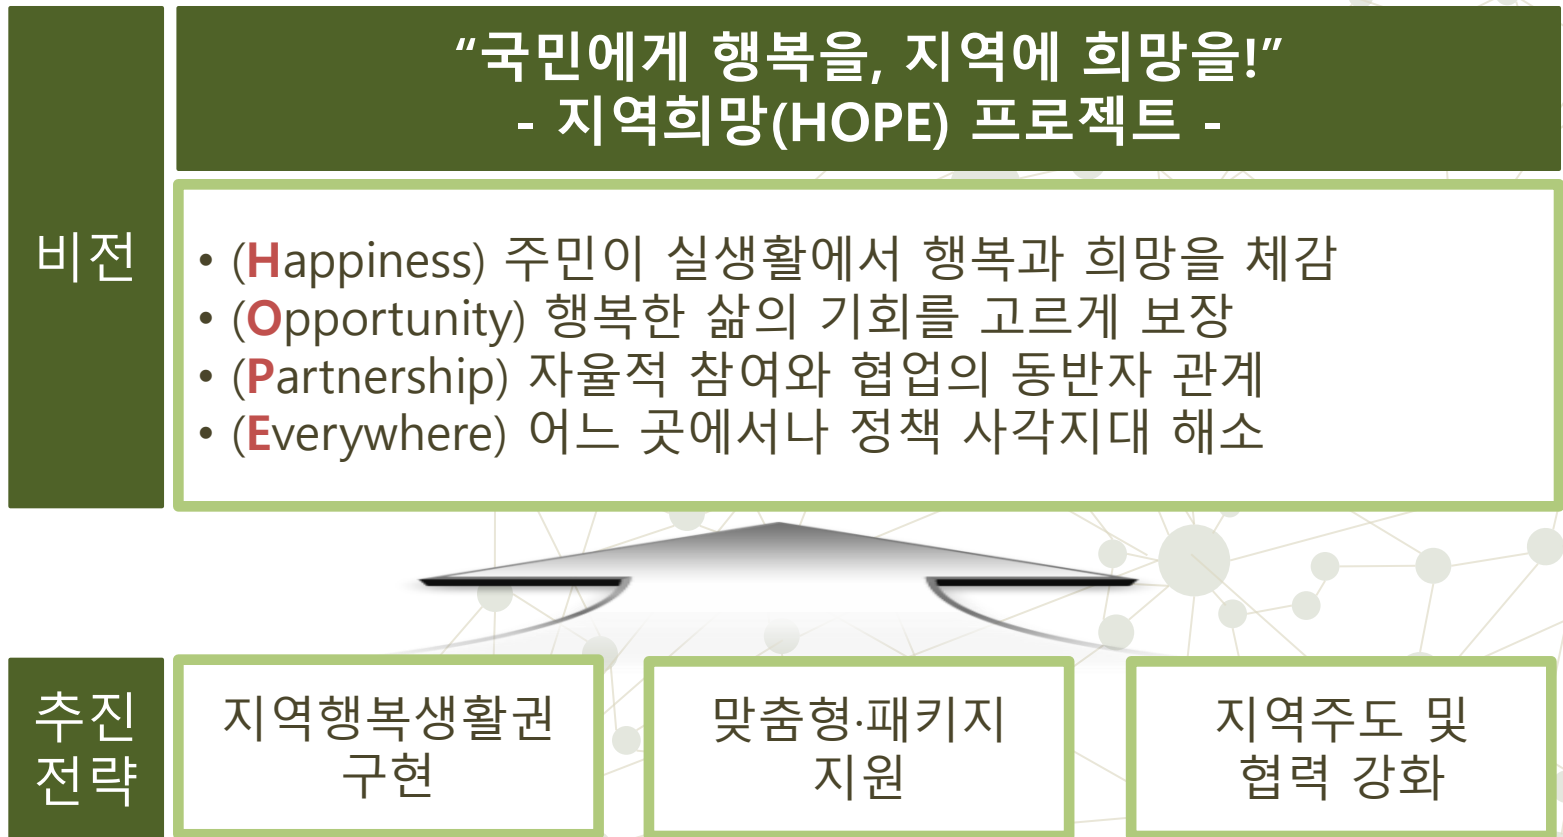 비전
“국민에게 행복을, 지역에 희망을!”
- 지역희망(HOPE) 프로젝트 -
• (Happiness) 주민이 실생활에서 행복과 희망을 체감
• (Opportunity) 행복한 삶의 기회를 고르게 보장
• (Partnership) 자율적 참여와 협업의 동반자 관계
• (Everywhere) 어느 곳에서나 정책 사각지대 해소
추진
전략
지역행복생활권
구현
맞춤형·패키지
지원
지역주도 및
협력 강화